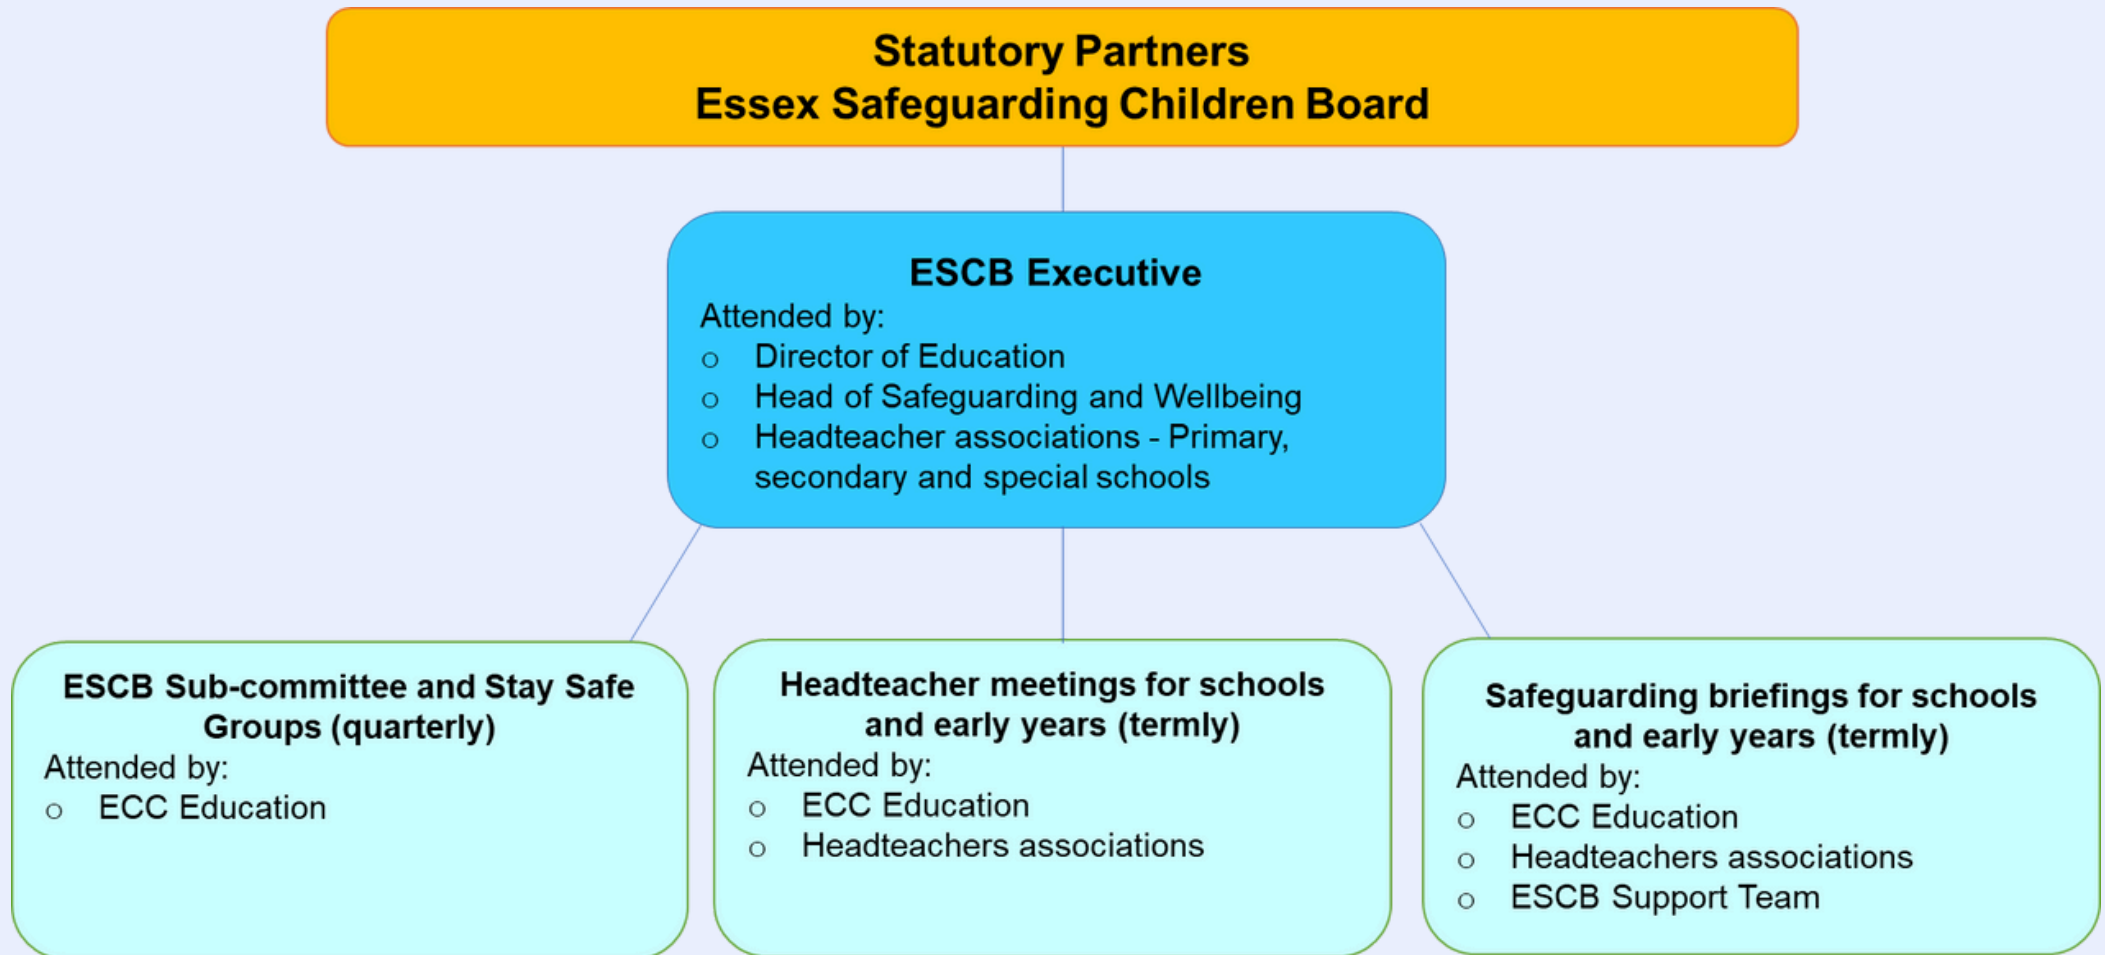 Statutory Partners
Essex Safeguarding Children Board
ESCB Executive
Attended by:
o Director of Education
o Head of Safeguarding and Wellbeing
o Headteacher associations - Primary,
secondary and special schools
ESCB Sub-committee and Stay Safe
Groups (quarterly)
Attended by:
o ECC Education
Headteacher meetings for schools
and early years (termly)
Attended by:
o ECC Education
o Headteachers associations
Safeguarding briefings for schools
and early years (termly)
Attended by:
o ECC Education
o Headteachers associations
o ESCB Support Team